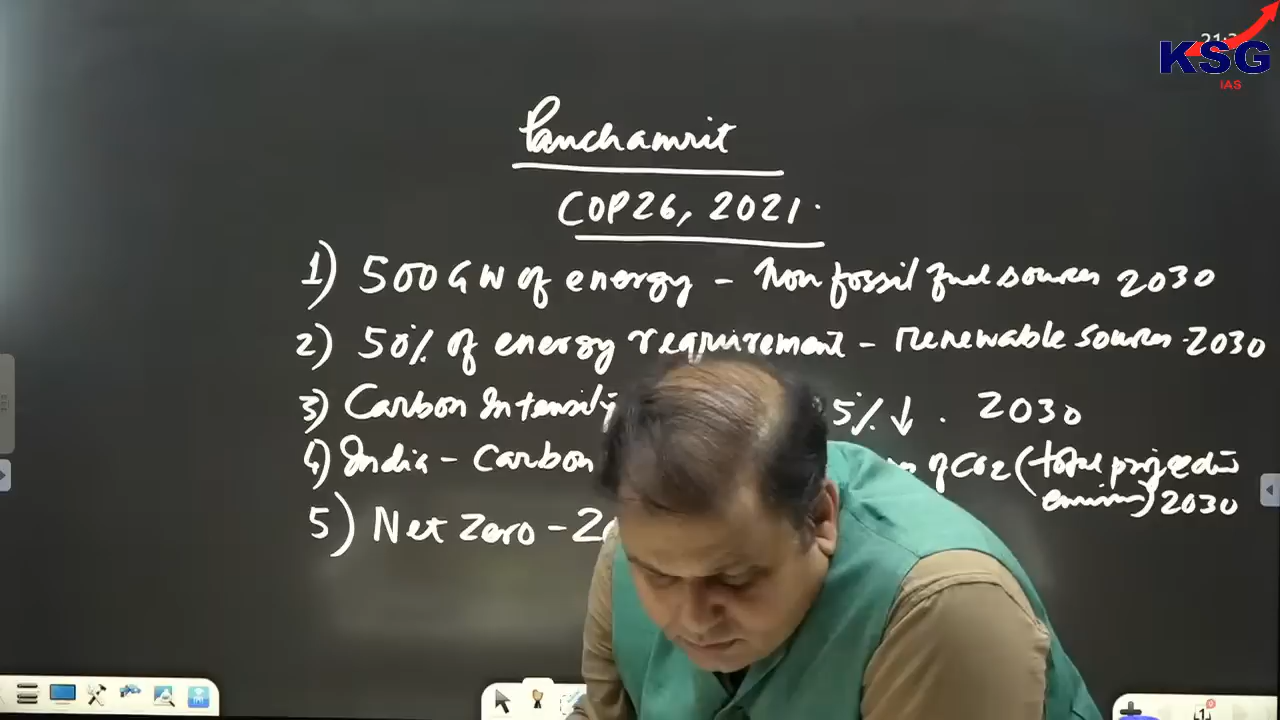 KSG
IAS
Panchamrit
COP26, 2021.
1) 500 GW of energy - Non fossil fuel sources 2030
2) 50% of energy requirement - Renewable sources - 2030
3) Carbon Intensity 5% ↓ . 2030
4) India - Carbon of CO2 (total projected
emission) 2030
5) Net Zero -